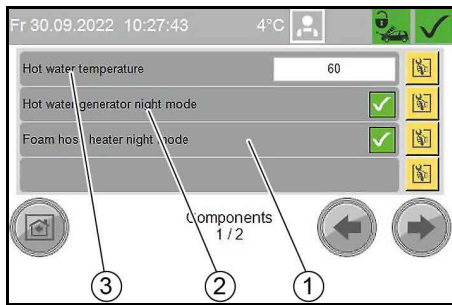 Fr 30.09.2022 10:27:43 4°C
Hot water temperature 60
Hot water generator night mode
Foam hose heater night mode
Components
1 / 2
3 2 1